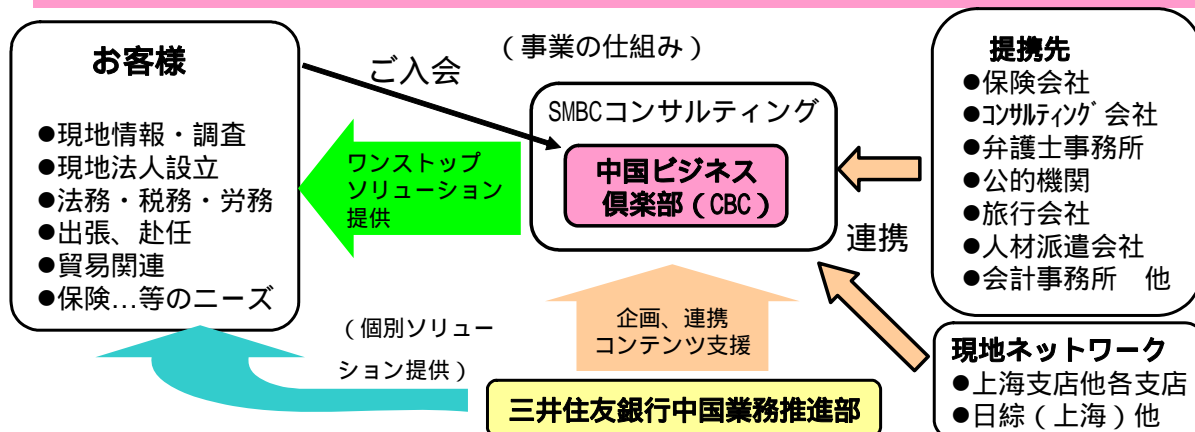 （事業の仕組み）
お客様
●現地情報・調査
●現地法人設立
●法務・税務・労務
●出張、赴任
●貿易関連
●保険…等のニーズ
ご入会
ワンストップ
ソリューション
提供
SMBCコンサルティング
中国ビジネス
倶楽部（CBC）
連携
提携先
●保険会社
●ｺﾝｻﾙﾃｨﾝｸﾞ会社
●弁護士事務所
●公的機関
●旅行会社
●人材派遣会社
●会計事務所　他
（個別ソリュー
ション提供）
企画、連携
コンテンツ支援
三井住友銀行中国業務推進部
現地ネットワーク
●上海支店他各支店
●日綜（上海）他